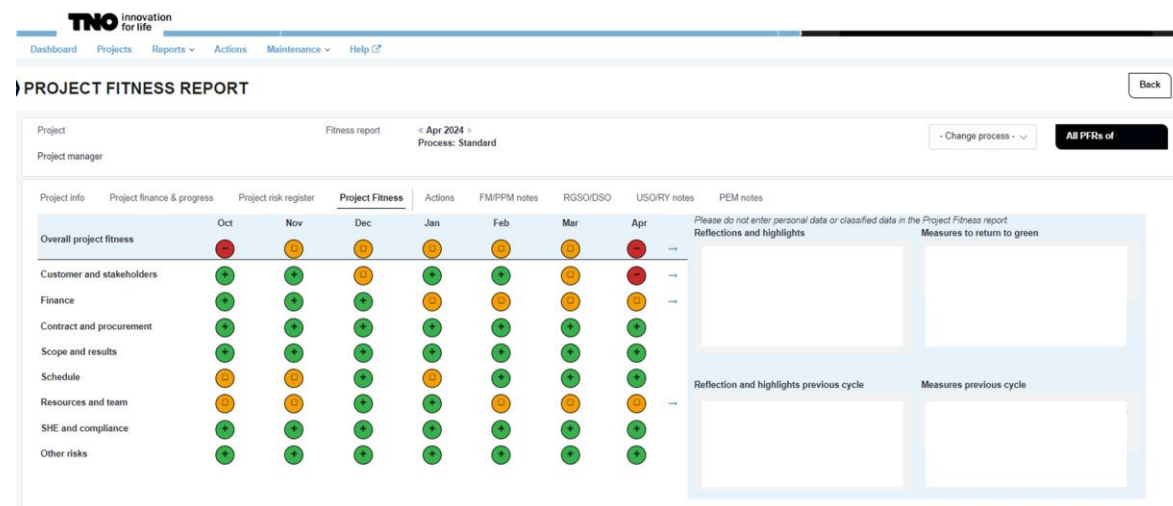 TNO innovation
for life
Dashboard Projects Reports Actions Maintenance Help
PROJECT FITNESS REPORT
Back
Project Fitness report « Apr 2024 »
Process: Standard
- Change process -
All PFRs of
Project manager
Project info Project finance & progress Project risk register Project Fitness Actions FM/PPM notes RGSO/DSO USO/RY notes PEM notes
Oct Nov Dec Jan Feb Mar Apr
Overall project fitness
Customer and stakeholders
Finance
Contract and procurement
Scope and results
Schedule
Resources and team
SHE and compliance
Other risks
Please do not enter personal data or classified data in the Project Fitness report.
Reflections and highlights Measures to return to green
Reflection and highlights previous cycle Measures previous cycle